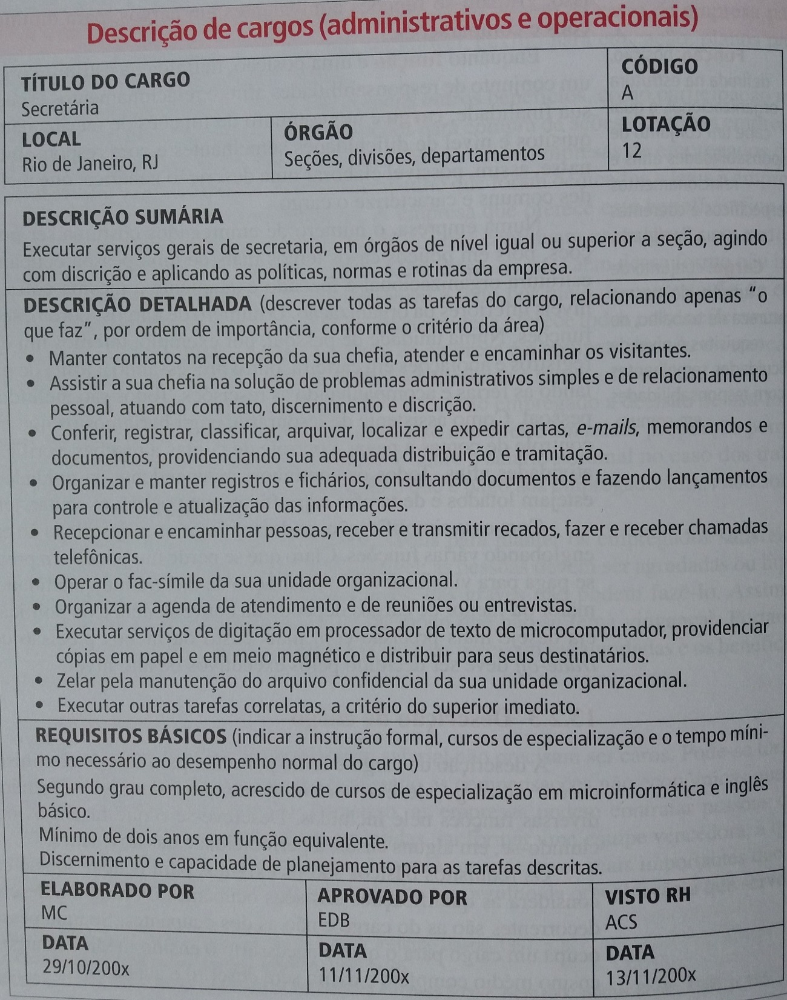 Descrição de cargos (administrativos e operacionais)
TÍTULO DO CARGO
Secretária
CÓDIGO
A
LOCAL
Rio de Janeiro, RJ
ÓRGÃO
Seções, divisões, departamentos
LOTAÇÃO
12
DESCRIÇÃO SUMÁRIA
Executar serviços gerais de secretaria, em órgãos de nível igual ou superior a seção, agindo
com discrição e aplicando as políticas, normas e rotinas da empresa.
DESCRIÇÃO DETALHADA (descrever todas as tarefas do cargo, relacionando apenas “o
que faz”, por ordem de importância, conforme o critério da área)
• Manter contatos na recepção da sua chefia, atender e encaminhar os visitantes.
• Assistir a sua chefia na solução de problemas administrativos simples e de relacionamento
pessoal, atuando com tato, discernimento e discrição.
• Conferir, registrar, classificar, arquivar, localizar e expedir cartas, e-mails, memorandos e
documentos, providenciando sua adequada distribuição e tramitação.
• Organizar e manter registros e fichários, consultando documentos e fazendo lançamentos
para controle e atualização das informações.
• Recepcionar e encaminhar pessoas, receber e transmitir recados, fazer e receber chamadas
telefônicas.
• Operar o fac-símile da sua unidade organizacional.
• Organizar a agenda de atendimento e de reuniões ou entrevistas.
• Executar serviços de digitação em processador de texto de microcomputador, providenciar
cópias em papel e em meio magnético e distribuir para seus destinatários.
• Zelar pela manutenção do arquivo confidencial da sua unidade organizacional.
• Executar outras tarefas correlatas, a critério do superior imediato.
REQUISITOS BÁSICOS (indicar a instrução formal, cursos de especialização e o tempo míni-
mo necessário ao desempenho normal do cargo)
Segundo grau completo, acrescido de cursos de especialização em microinformática e inglês
básico.
Mínimo de dois anos em função equivalente.
Discernimento e capacidade de planejamento para as tarefas descritas.
ELABORADO POR
MC
APROVADO POR
EDB
VISTO RH
ACS
DATA
29/10/200x
DATA
11/11/200x
DATA
13/11/200x